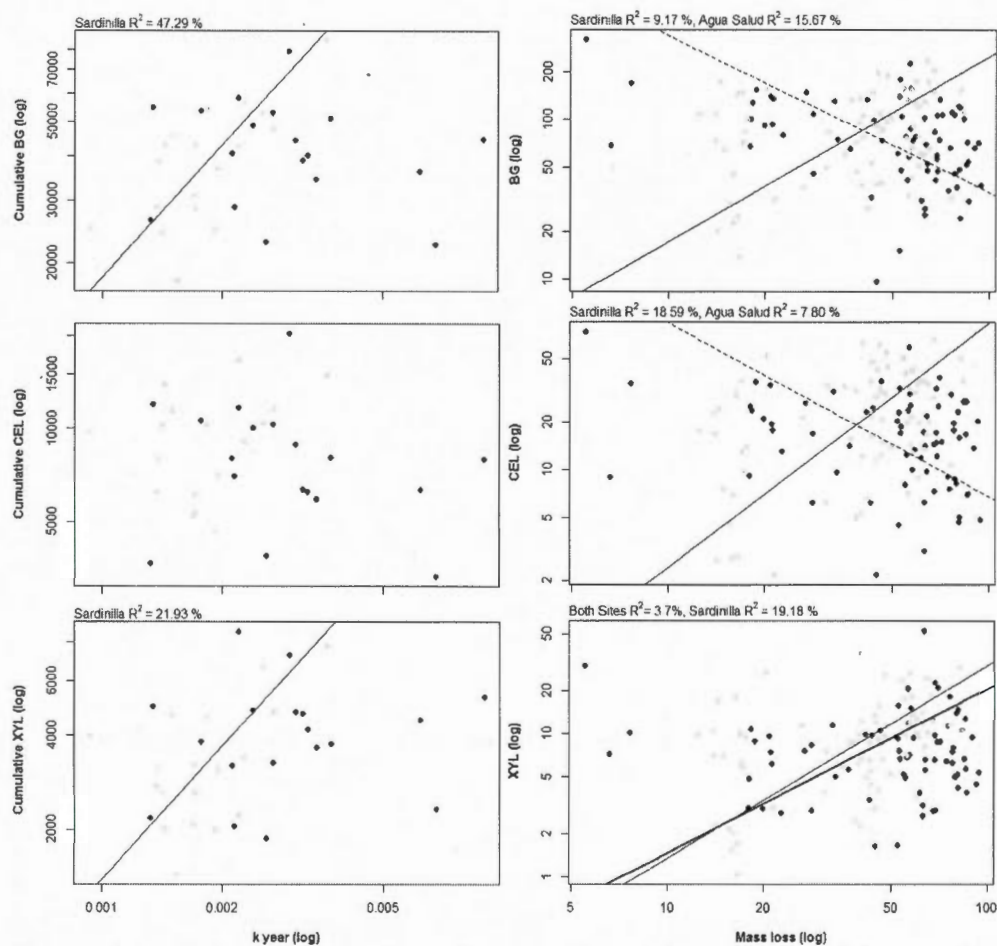 Sardinilla R² = 47.29 %
Cumulative BG (log)
70000
50000
30000
20000
Sardinilla R² = 9.17 %, Agua Salud R² = 15.67 %
BG (log)
200
100
50
20
10
Cumulative CEL (log)
15000
10000
5000
Sardinilla R² = 18.59 %, Agua Salud R² = 7.80 %
CEL (log)
50
20
10
5
2
Sardinilla R² = 21.93 %
Cumulative XYL (log)
6000
4000
2000
0.001
0.002
0.005
k year (log)
Both Sites R² = 3.7%, Sardinilla R² = 19.18 %
XYL (log)
50
20
10
5
2
1
5
10
20
50
100
Mass loss (log)